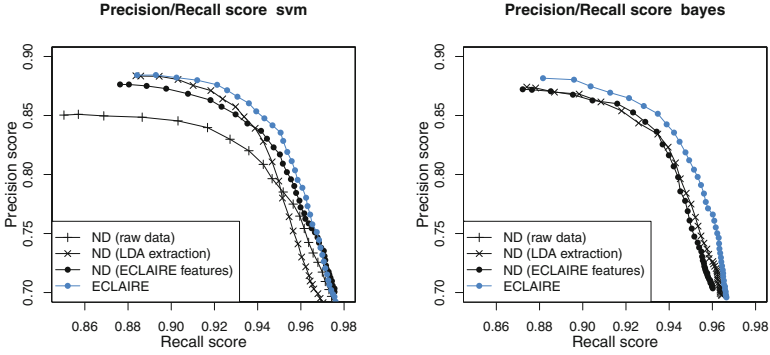 Precision/Recall score svm
Precision score
0.90
0.85
0.80
0.75
0.70
ND (raw data)
ND (LDA extraction)
ND (ECLAIRE features)
ECLAIRE
0.86 0.88 0.90 0.92 0.94 0.96 0.98
Recall score
Precision/Recall score bayes
Precision score
0.90
0.85
0.80
0.75
0.70
ND (raw data)
ND (LDA extraction)
ND (ECLAIRE features)
ECLAIRE
0.86 0.88 0.90 0.92 0.94 0.96 0.98
Recall score